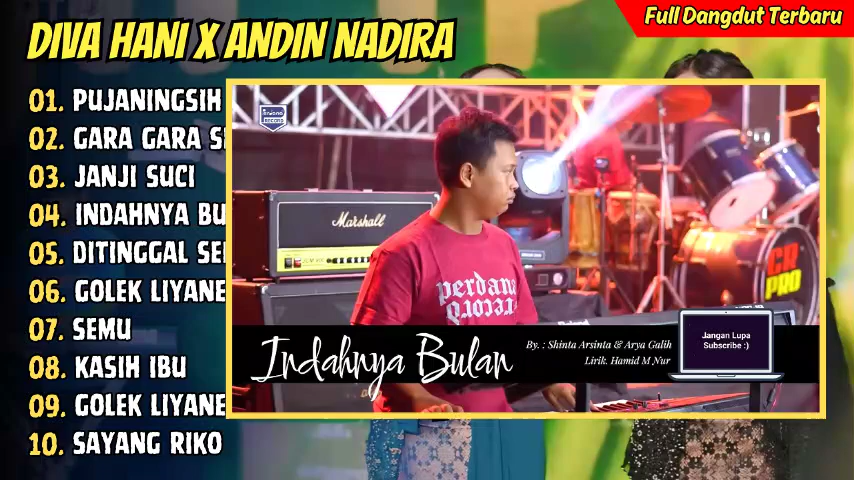 Full Dangdut Terbaru
DIVA HANI X ANDIN NADIRA
01. PUJANINGSIH
02. GARA GARA
03. JANJI SUCI
04. INDAHNYA BU
05. DITINGGAL
06. GOLEK LIYANE
07. SEMU
08. KASIH IBU
09. GOLEK LIYANE
10. SAYANG RIKO
RECORD
Marshall
perdana
record
CR
PRO
Indahnya Bulan
By. : Shinta Arsinta & Arya Galih
Lirik. Hamid M Nur
Jangan Lupa
Subscribe :)